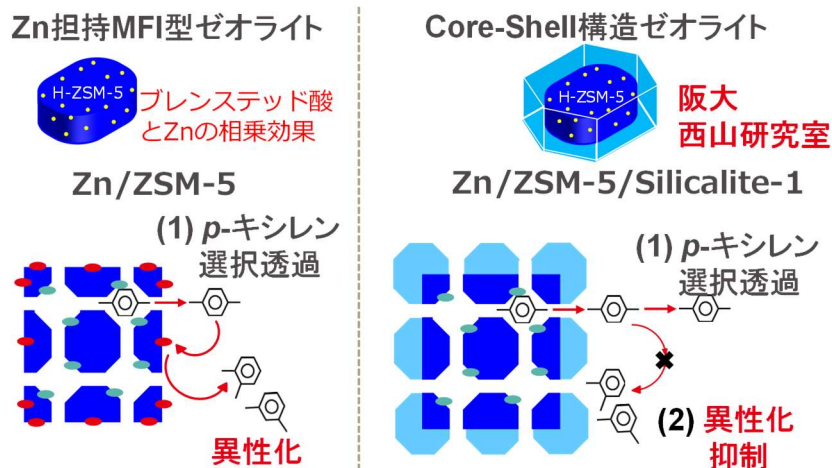 Zn担持MFI型ゼオライト
H-ZSM-5
ブレンステッド酸
とZnの相乗効果
Zn/ZSM-5
(1) p-キシレン
選択透過
異性化
Core-Shell構造ゼオライト
H-ZSM-5
阪大
西山研究室
Zn/ZSM-5/Silicalite-1
(1) p-キシレン
選択透過
(2) 異性化
抑制